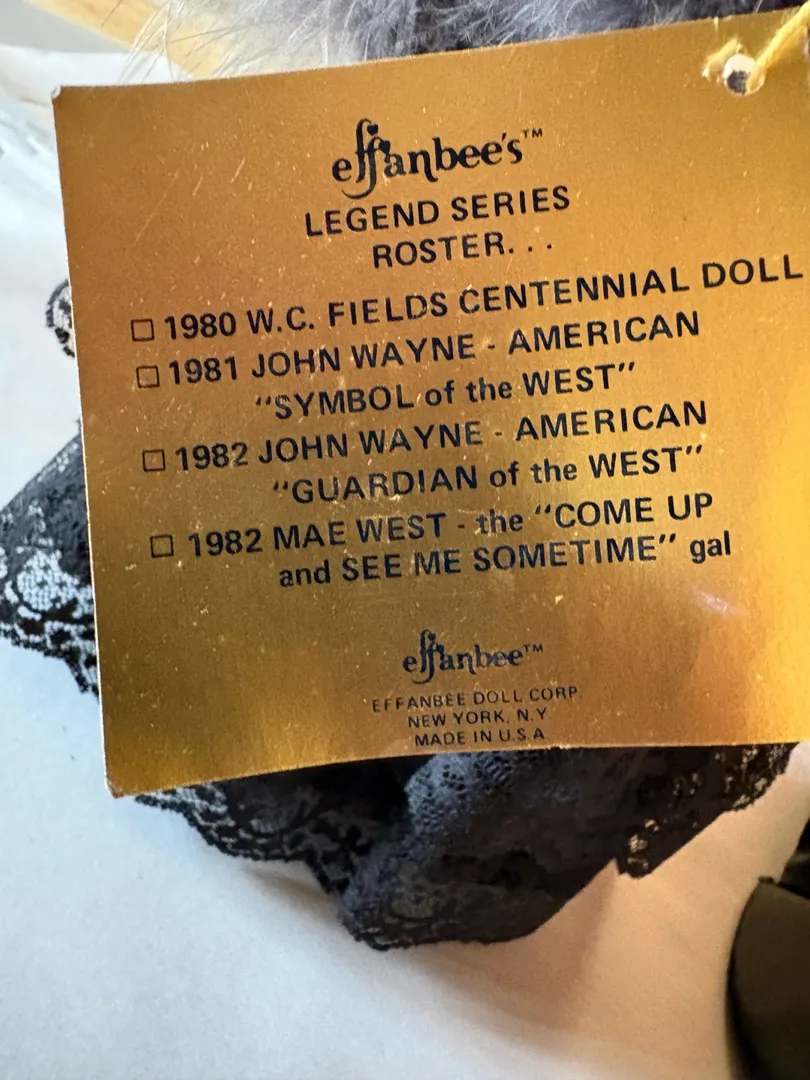 effanbee's™
LEGEND SERIES
ROSTER...
□ 1980 W.C. FIELDS CENTENNIAL DOLL
□ 1981 JOHN WAYNE - AMERICAN
"SYMBOL of the WEST"
□ 1982 JOHN WAYNE - AMERICAN
"GUARDIAN of the WEST"
□ 1982 MAE WEST - the "COME UP
and SEE ME SOMETIME" gal
effanbee™
EFFANBEE DOLL CORP
NEW YORK, N.Y.
MADE IN U.S.A.